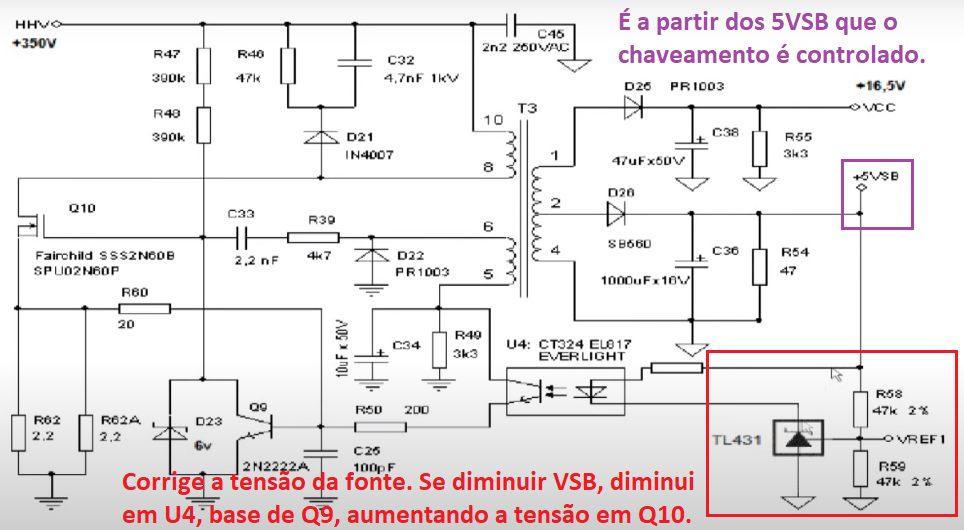 É a partir dos 5VSB que o
chaveamento é controlado.
HHV
+350V
R47
390k
R46
47k
C32
4,7nF 1kV
C45
2n2 250VAC
R48
390k
D21
IN4007
T3
10
8
1
2
4
6
5
D25 PR1003
+16,5V
VCC
C38
47uFx50V
R55
3k3
+5VSB
Q10
Fairchild SSS2N60B
SPU02N60P
C33
2,2 nF
R39
4k7
D22
PR1003
D26
SB560
C36
1000uFx16V
R54
47
R60
20
10uF x 50V
C34
R49
3k3
U4: CT324 EL817
EVERLIGHT
R62
2,2
R62A
2,2
D23
6v
Q9
2N2222A
R50 200
C25
100pF
TL431
R58
47k 2%
VREF1
R59
47k 2%
Corrige a tensão da fonte. Se diminuir VSB, diminui
em U4, base de Q9, aumentando a tensão em Q10.